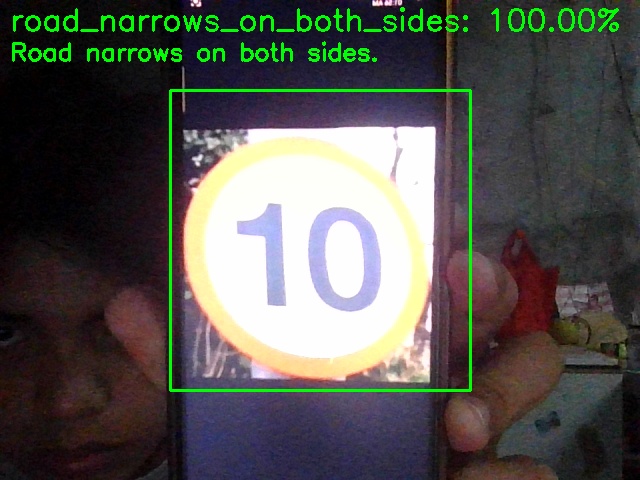 road_narrows_on_both_sides: 100.00%
Road narrows on both sides.
10